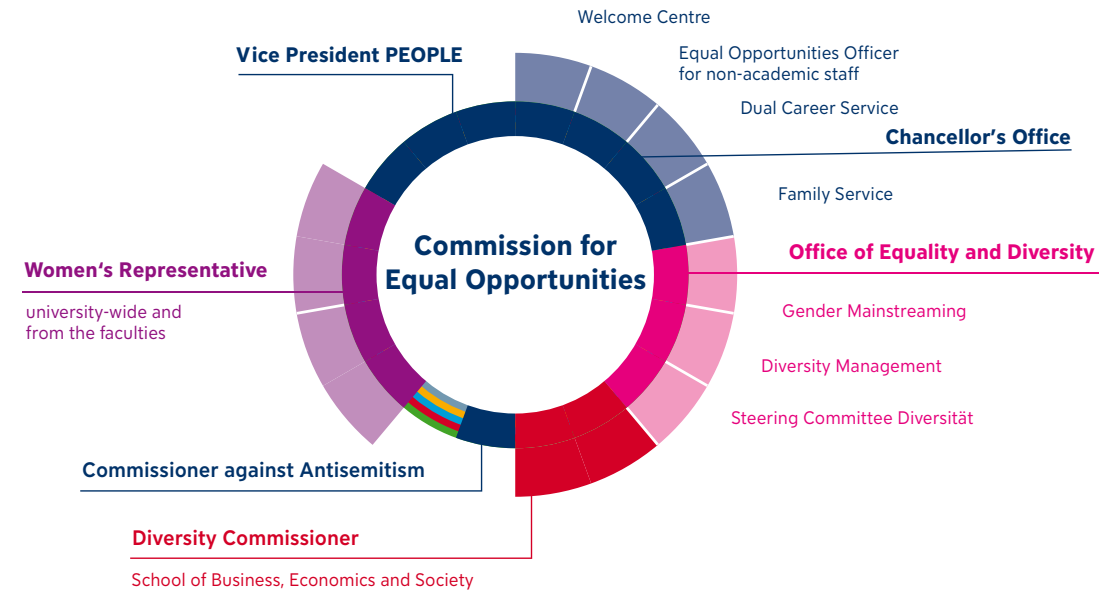 Welcome Centre
Vice President PEOPLE
Equal Opportunities Officer
for non-academic staff
Dual Career Service
Chancellor’s Office
Family Service
Commission for
Equal Opportunities
Office of Equality and Diversity
Women‘s Representative
university-wide and
from the faculties
Gender Mainstreaming
Diversity Management
Steering Committee Diversität
Commissioner against Antisemitism
Diversity Commissioner
School of Business, Economics and Society